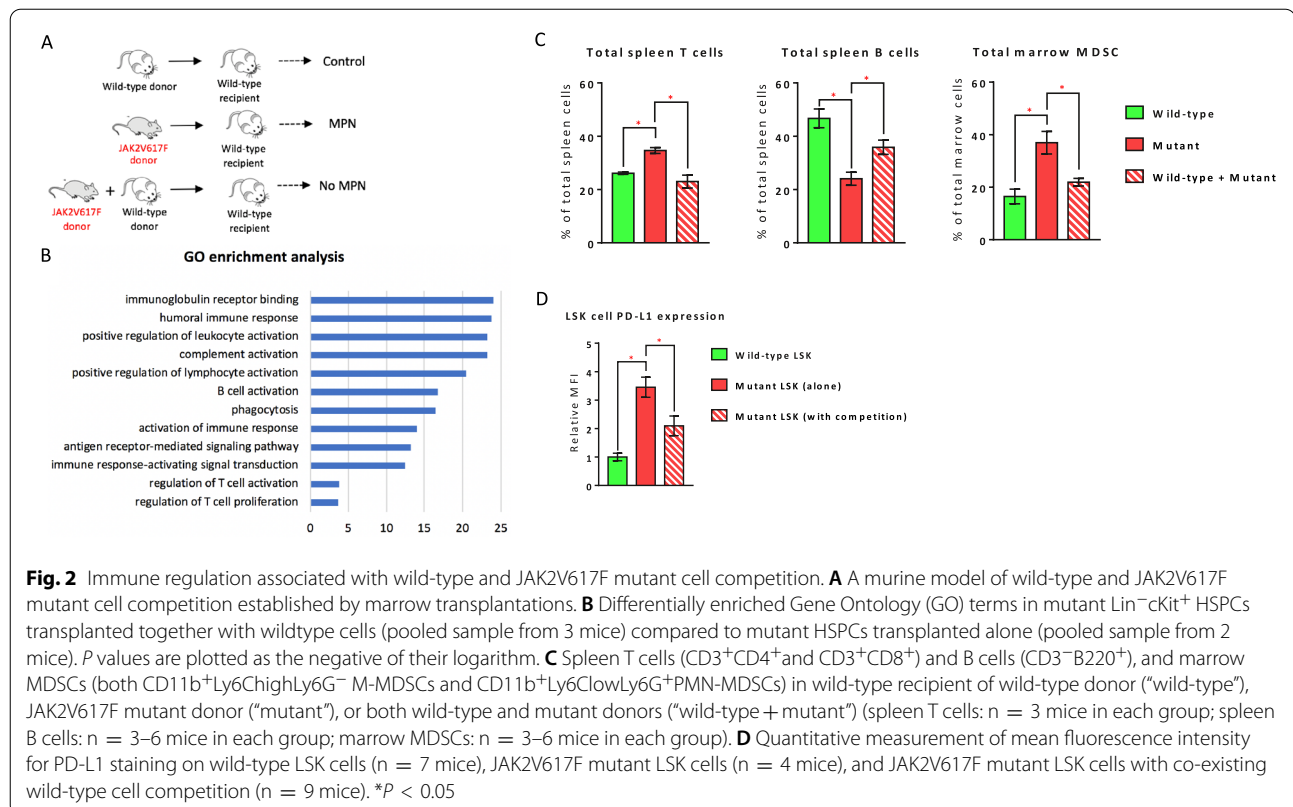 A
Wild-type donor
Wild-type
recipient
Control
JAK2V617F
donor
Wild-type
recipient
MPN
+
JAK2V617F
donor
Wild-type
donor
Wild-type
recipient
No MPN
B
GO enrichment analysis
immunoglobulin receptor binding
humoral immune response
positive regulation of leukocyte activation
complement activation
positive regulation of lymphocyte activation
B cell activation
phagocytosis
activation of immune response
antigen receptor-mediated signaling pathway
immune response-activating signal transduction
regulation of T cell activation
regulation of T cell proliferation
0 5 10 15 20 25
C
Total spleen T cells
% of total spleen cells
60
40
20
0
*
*
Total spleen B cells
% of total spleen cells
60
40
20
0
*
*
Total marrow MDSC
% of total marrow cells
60
40
20
0
*
*
Wild-type
Mutant
Wild-type + Mutant
D
LSK cell PD-L1 expression
Relative MFI
5
4
3
2
1
0
*
*
Wild-type LSK
Mutant LSK (alone)
Mutant LSK (with competition)
Fig. 2 Immune regulation associated with wild-type and JAK2V617F mutant cell competition. A A murine model of wild-type and JAK2V617F
mutant cell competition established by marrow transplantations. B Differentially enriched Gene Ontology (GO) terms in mutant Lin⁻cKit⁺ HSPCs
transplanted together with wildtype cells (pooled sample from 3 mice) compared to mutant HSPCs transplanted alone (pooled sample from 2
mice). P values are plotted as the negative of their logarithm. C Spleen T cells (CD3⁺CD4⁺and CD3⁺CD8⁺) and B cells (CD3⁻B220⁺), and marrow
MDSCs (both CD11b⁺Ly6ChighLy6G⁻ M-MDSCs and CD11b⁺Ly6ClowLy6G⁺PMN-MDSCs) in wild-type recipient of wild-type donor (“wild-type”),
JAK2V617F mutant donor (“mutant”), or both wild-type and mutant donors (“wild-type + mutant”) (spleen T cells: n = 3 mice in each group; spleen
B cells: n = 3–6 mice in each group; marrow MDSCs: n = 3–6 mice in each group). D Quantitative measurement of mean fluorescence intensity
for PD-L1 staining on wild-type LSK cells (n = 7 mice), JAK2V617F mutant LSK cells (n = 4 mice), and JAK2V617F mutant LSK cells with co-existing
wild-type cell competition (n = 9 mice). *P < 0.05